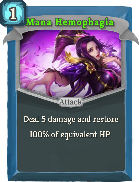 1
Mana Hemophagia
Attack
Deal 5 damage and restore
100% of equivalent HP